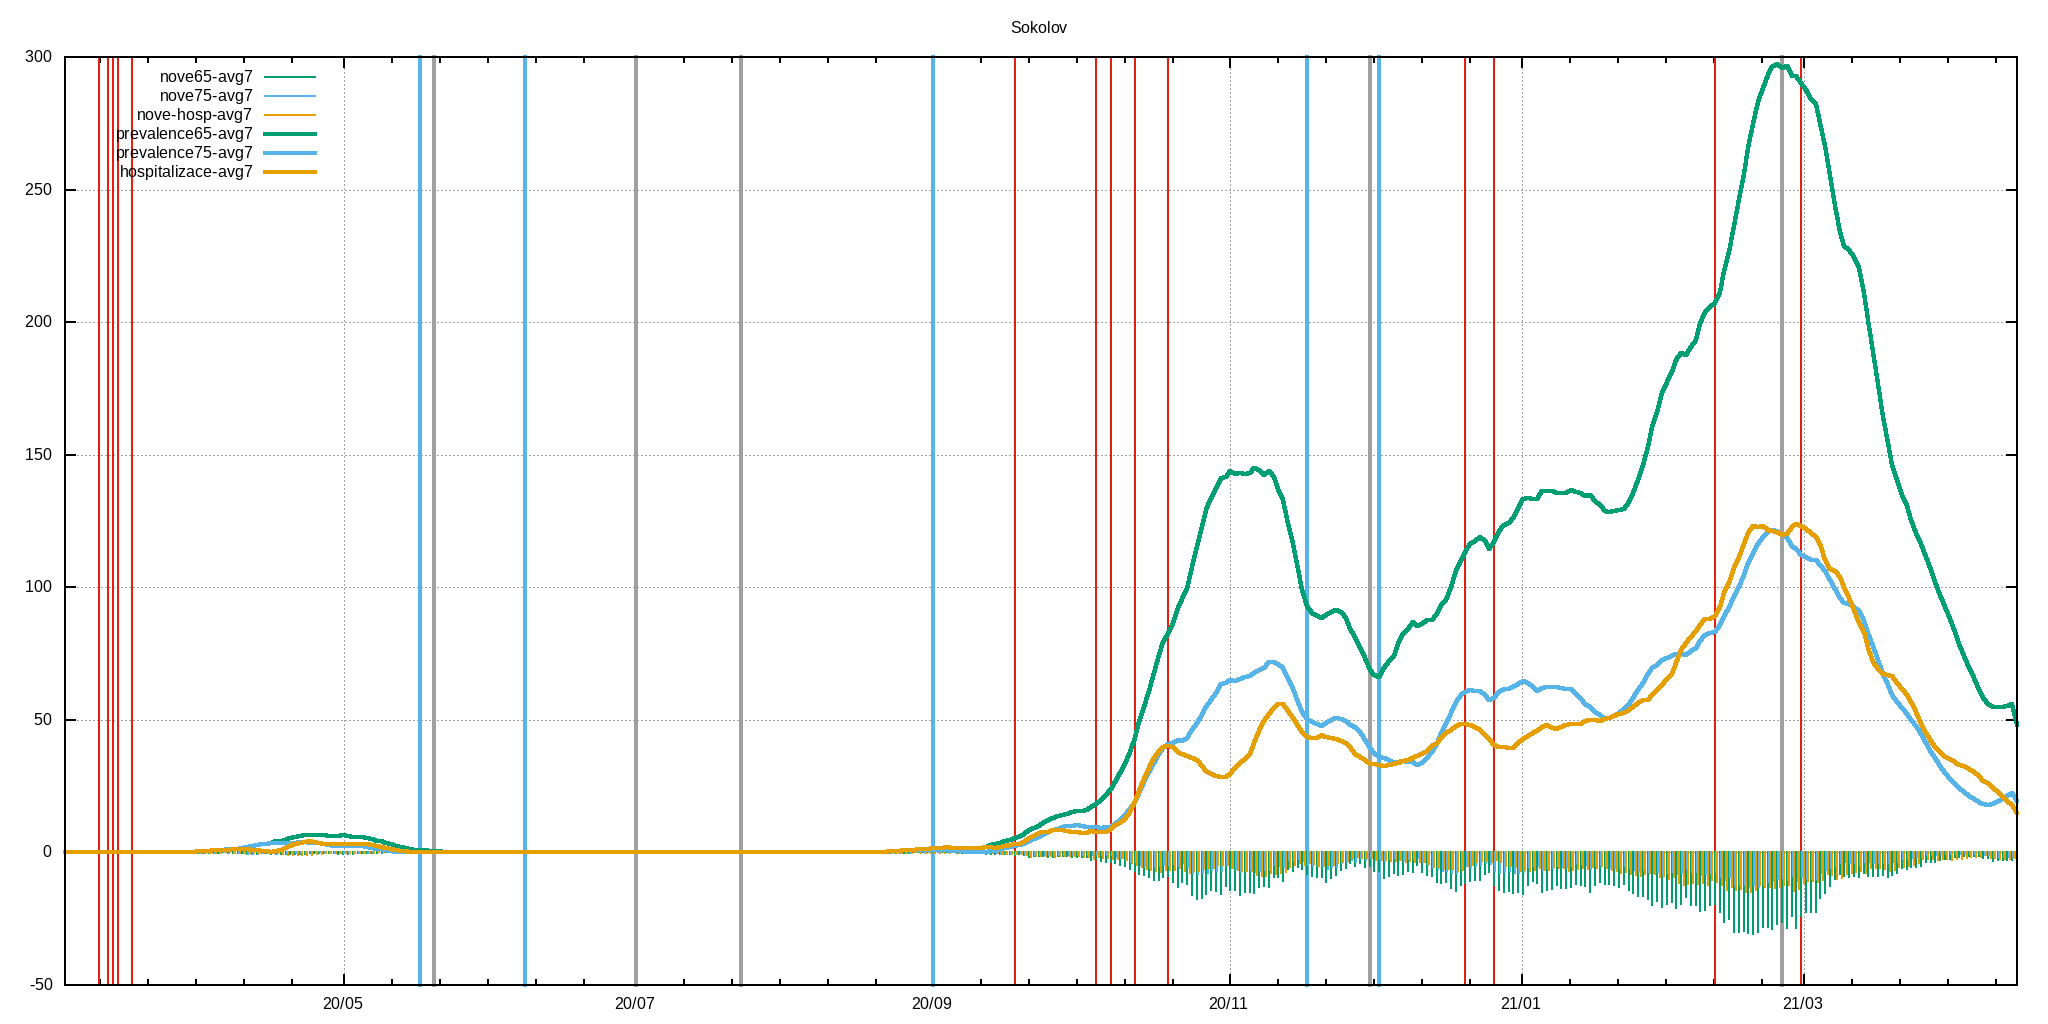 Sokolov
300
250
200
150
100
50
0
-50
nove65-avg7
nove75-avg7
nove-hosp-avg7
prevalence65-avg7
prevalence75-avg7
hospitalizace-avg7
20/05
20/07
20/09
20/11
21/01
21/03